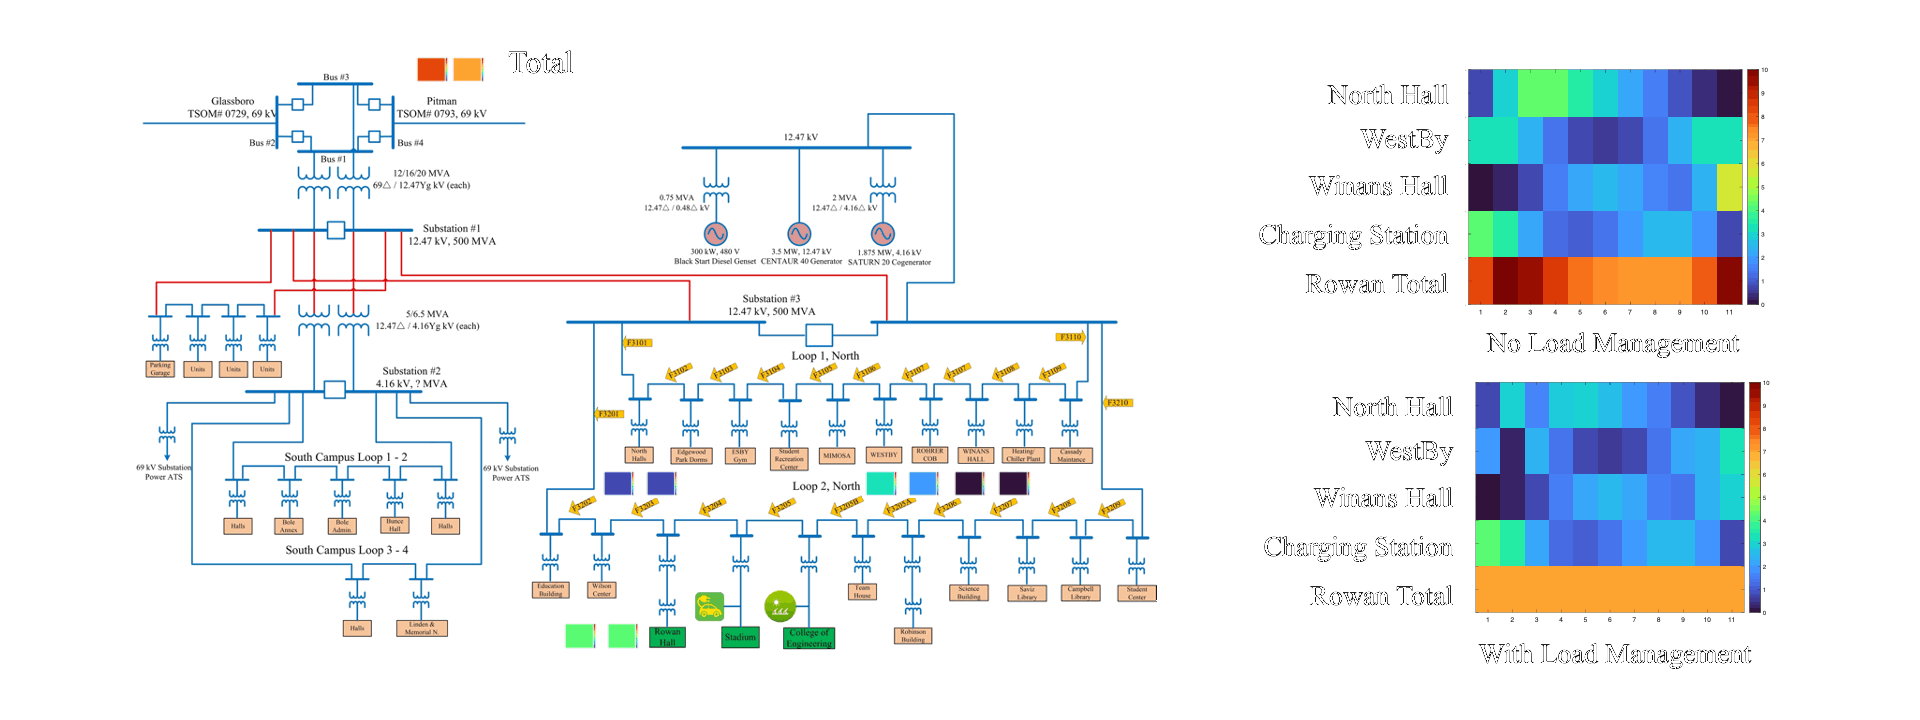 Total
Bus #3
Glassboro
TSOM# 0729, 69 kV
Pitman
TSOM# 0793, 69 kV
Bus #2
Bus #4
Bus #1
12/16/20 MVA
69△ / 12.47Yg kV (each)
Substation #1
12.47 kV, 500 MVA
5/6.5 MVA
12.47△ / 4.16Yg kV (each)
Parking
Garage
Units
Units
Units
Substation #2
4.16 kV, ? MVA
69 kV Substation
Power ATS
69 kV Substation
Power ATS
South Campus Loop 1 - 2
Halls
Bole
Annex
Bole
Admin.
Bunce
Hall
Halls
South Campus Loop 3 - 4
Halls
Linden &
Memorial N.
12.47 kV
0.75 MVA
12.47△ / 0.48△ kV
2 MVA
12.47△ / 4.16△ kV
300 kW, 480 V
Black Start Diesel Genset
3.5 MW, 12.47 kV
CENTAUR 40 Generator
1.875 MW, 4.16 kV
SATURN 20 Cogenerator
Substation #3
12.47 kV, 500 MVA
F3101
F3110
Loop 1, North
F3102
F3103
F3104
F3105
F3106
F3107
F3107
F3108
F3109
F3201
F3210
North
Halls
Edgewood
Park Dorms
ESBY
Gym
Student
Recreation
Center
MIMOSA
WESTBY
ROHRER
COB
WINANS
HALL
Heating/
Chiller Plant
Cassady
Maintance
Loop 2, North
F3202
F3203
F3204
F3205
F3205B
F3205A
F3206
F3207
F3208
F3209
Education
Building
Wilson
Center
Rowan
Hall
Stadium
College of
Engineering
Team
House
Robinson
Building
Science
Building
Saviz
Library
Campbell
Library
Student
Center
North Hall
WestBy
Winans Hall
Charging Station
Rowan Total
10
9
8
7
6
5
4
3
2
1
0
1 2 3 4 5 6 7 8 9 10 11
No Load Management
North Hall
WestBy
Winans Hall
Charging Station
Rowan Total
10
9
8
7
6
5
4
3
2
1
0
1 2 3 4 5 6 7 8 9 10 11
With Load Management